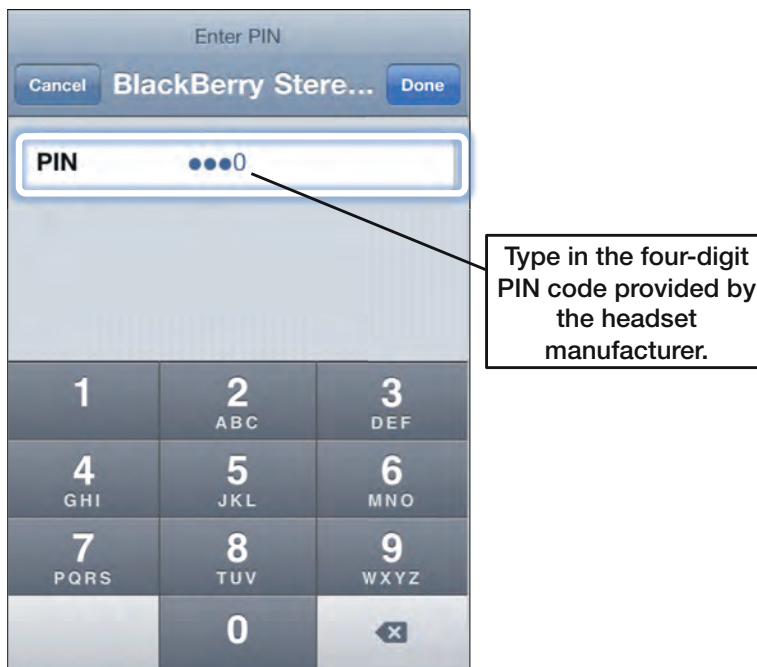 Enter PIN
Cancel BlackBerry Stere... Done
PIN •••0
Type in the four-digit
PIN code provided by
the headset
manufacturer.
1 2 3
ABC DEF
4 5 6
GHI JKL MNO
7 8 9
PQRS TUV WXYZ
0